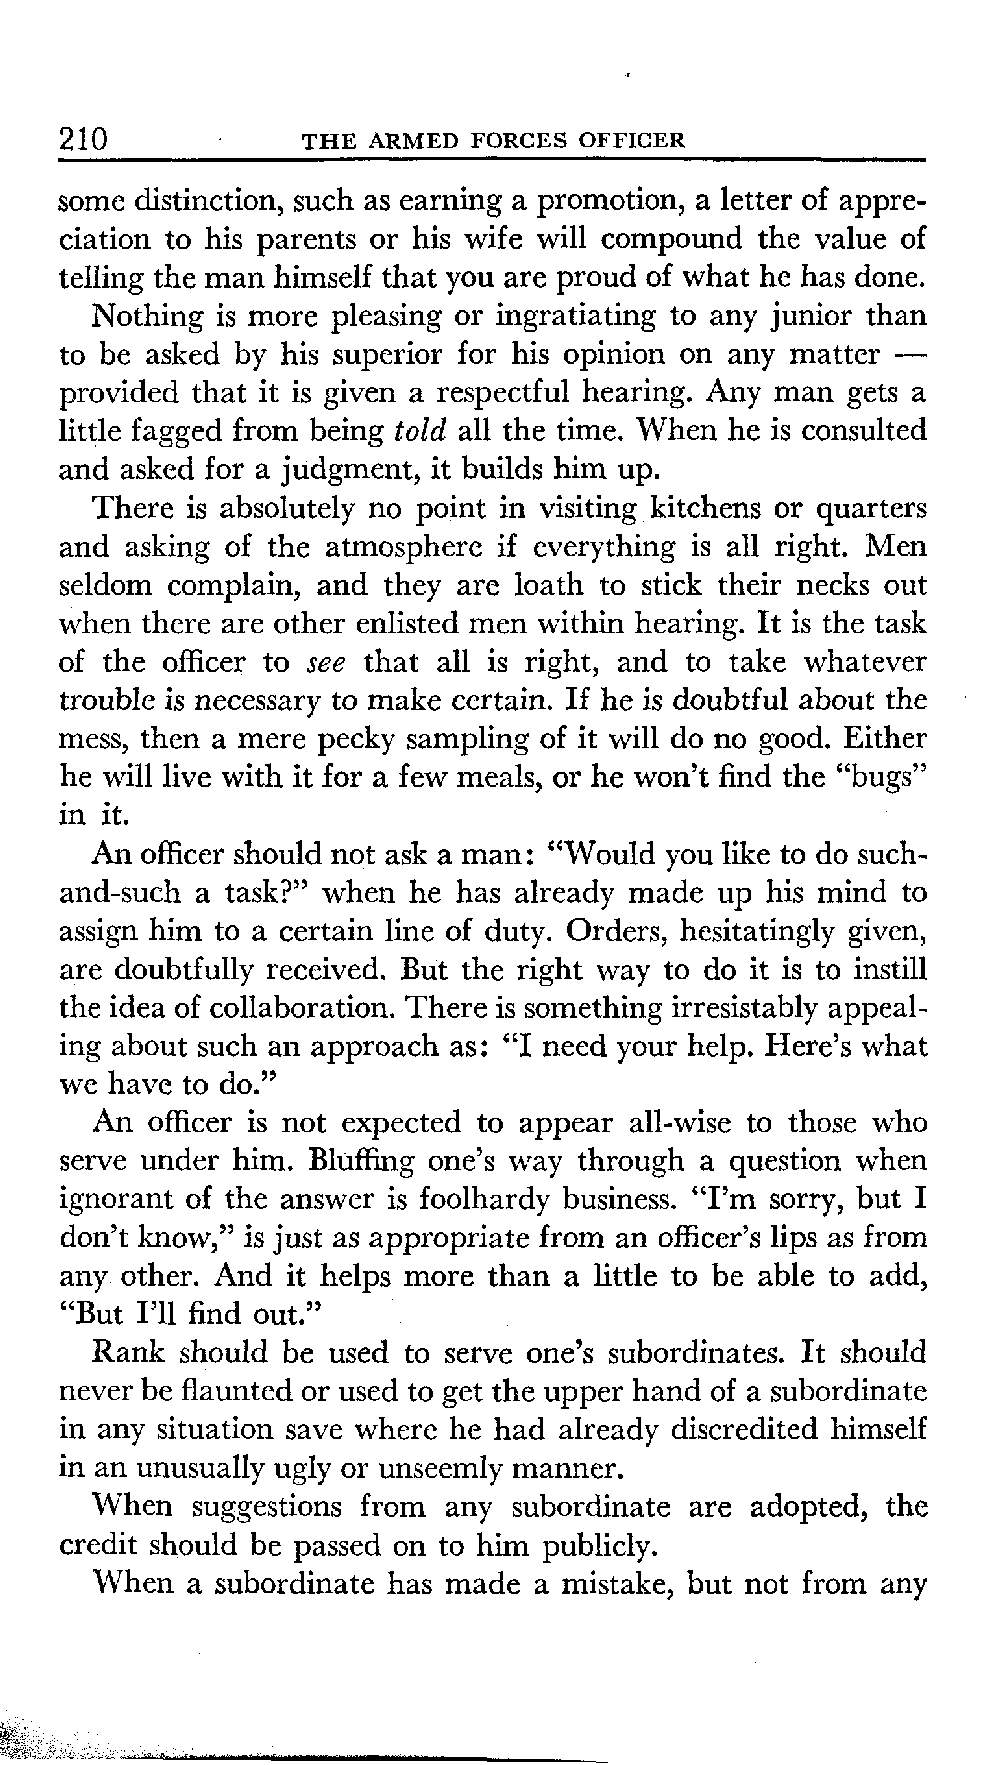 210 THE ARMED FORCES OFFICER
some distinction, such as earning a promotion, a letter of appre-
ciation to his parents or his wife will compound the value of
telling the man himself that you are proud of what he has done.
Nothing is more pleasing or ingratiating to any junior than
to be asked by his superior for his opinion on any matter —
provided that it is given a respectful hearing. Any man gets a
little fagged from being told all the time. When he is consulted
and asked for a judgment, it builds him up.
There is absolutely no point in visiting kitchens or quarters
and asking of the atmosphere if everything is all right. Men
seldom complain, and they are loath to stick their necks out
when there are other enlisted men within hearing. It is the task
of the officer to see that all is right, and to take whatever
trouble is necessary to make certain. If he is doubtful about the
mess, then a mere pecky sampling of it will do no good. Either
he will live with it for a few meals, or he won't find the “bugs”
in it.
An officer should not ask a man: “Would you like to do such-
and-such a task?” when he has already made up his mind to
assign him to a certain line of duty. Orders, hesitatingly given,
are doubtfully received. But the right way to do it is to instill
the idea of collaboration. There is something irresistably appeal-
ing about such an approach as: “I need your help. Here's what
we have to do.”
An officer is not expected to appear all-wise to those who
serve under him. Bluffing one's way through a question when
ignorant of the answer is foolhardy business. “I'm sorry, but I
don't know,” is just as appropriate from an officer's lips as from
any other. And it helps more than a little to be able to add,
“But I'll find out.”
Rank should be used to serve one's subordinates. It should
never be flaunted or used to get the upper hand of a subordinate
in any situation save where he had already discredited himself
in an unusually ugly or unseemly manner.
When suggestions from any subordinate are adopted, the
credit should be passed on to him publicly.
When a subordinate has made a mistake, but not from any